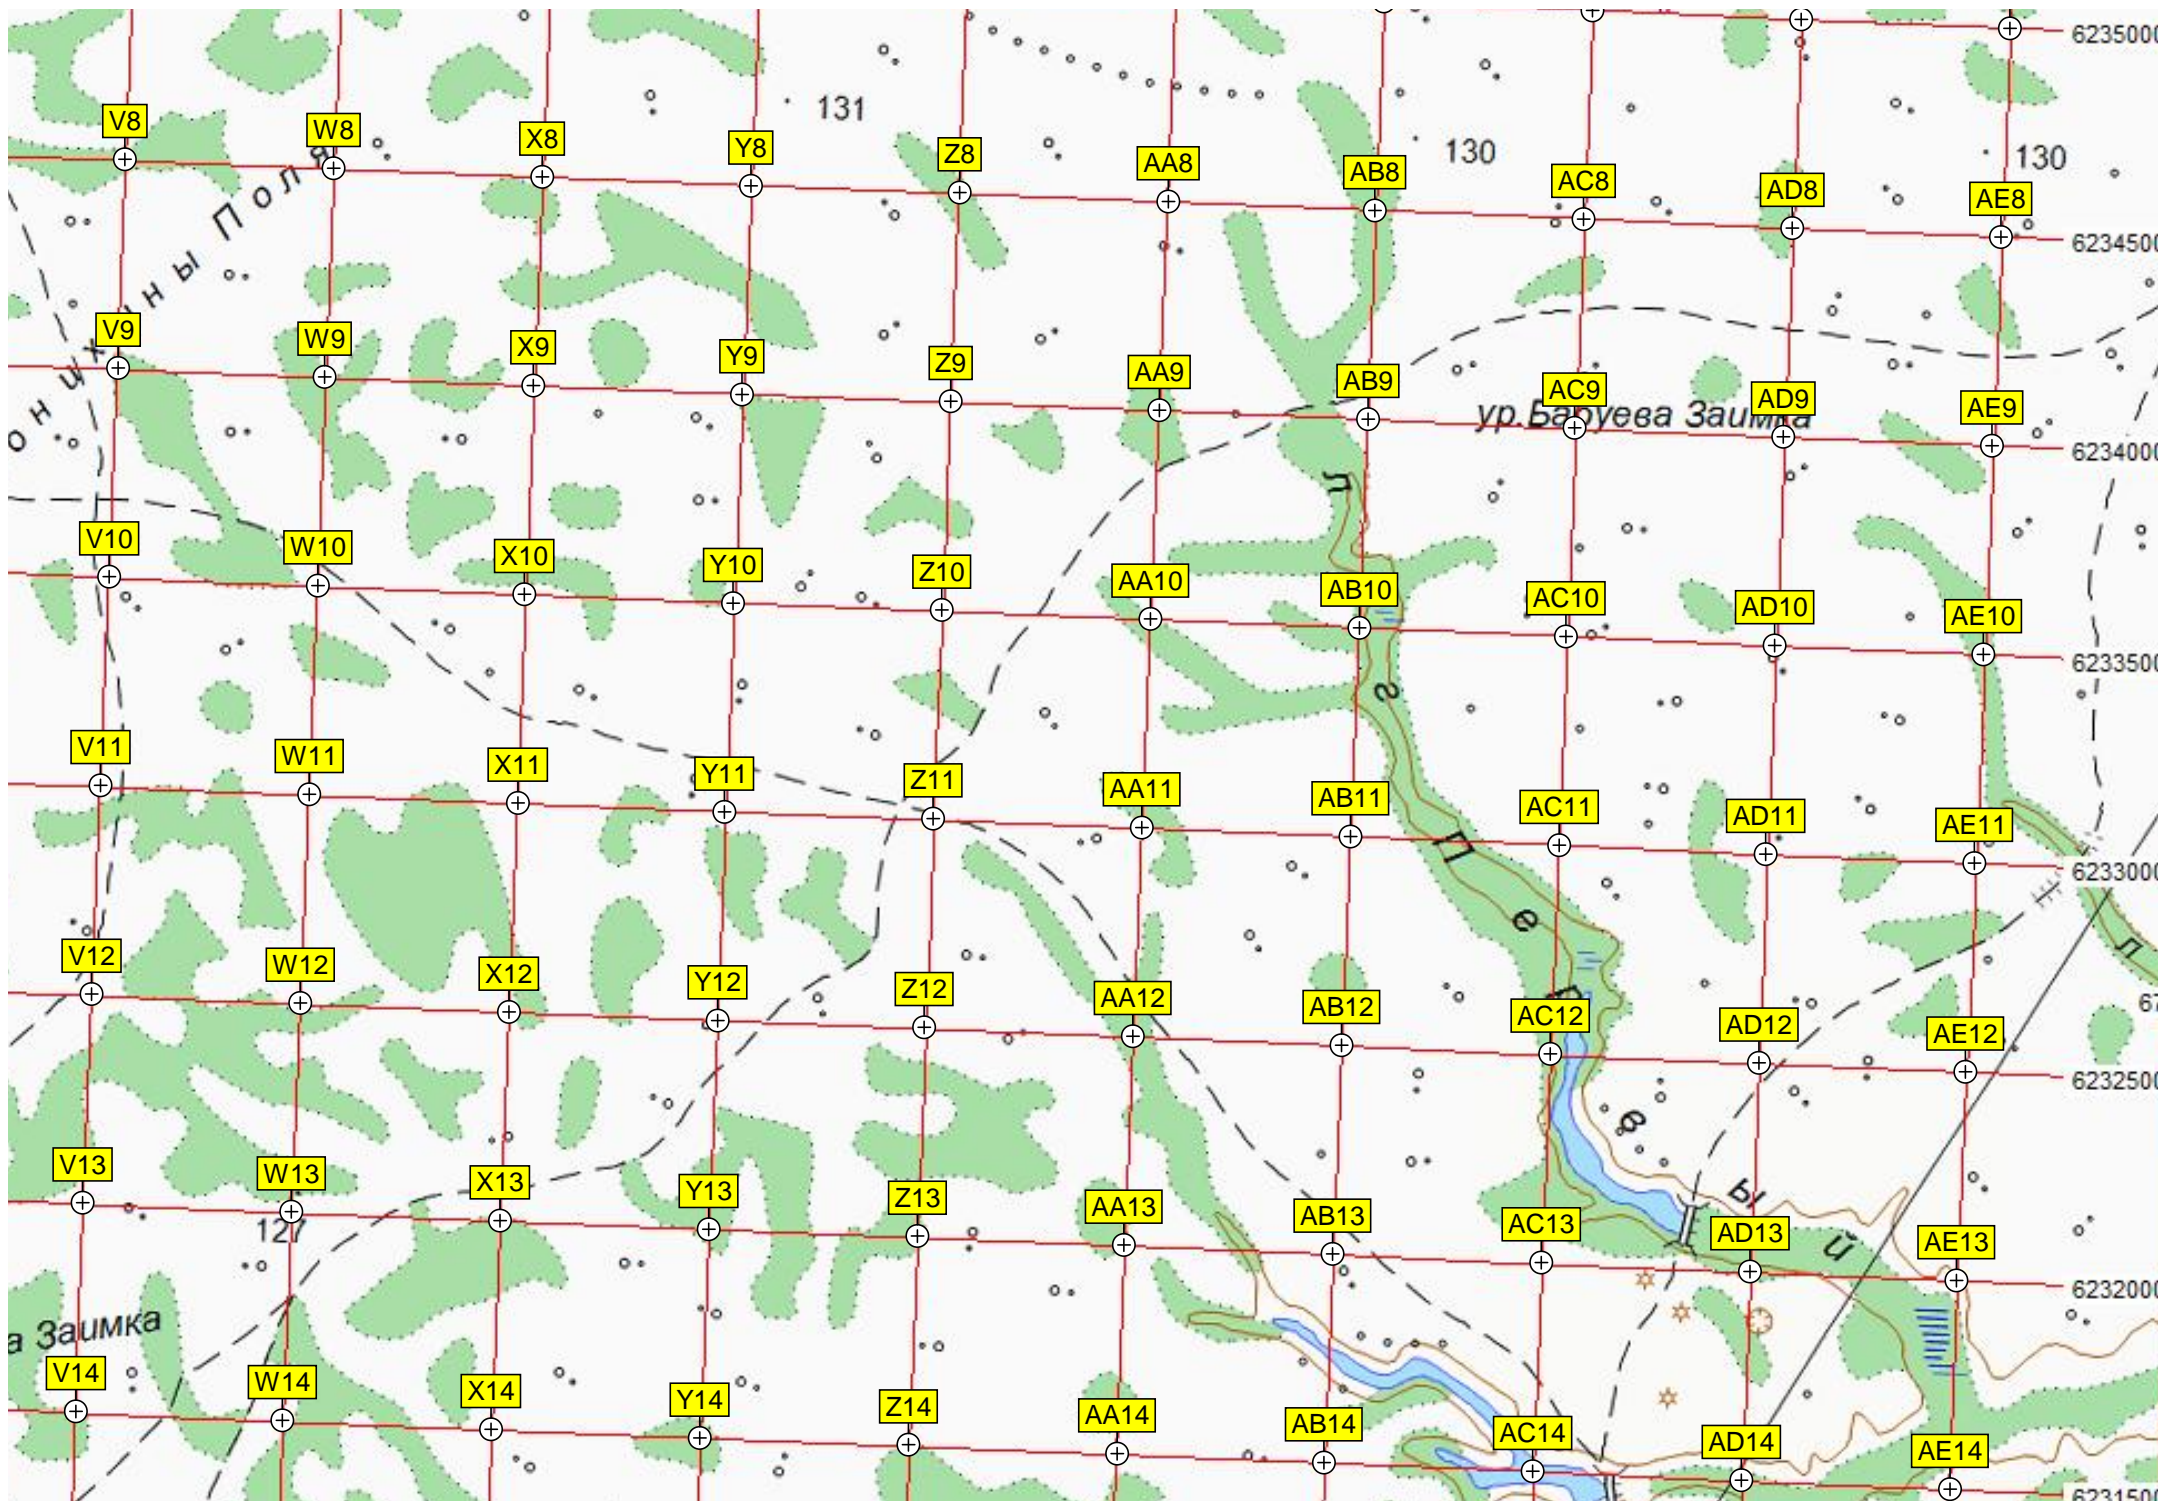 6235000
131
130
130
V8 W8 X8 Y8 Z8 AA8 AB8 AC8 AD8 AE8
6234500
ны Поля
V9 W9 X9 Y9 Z9 AA9 AB9 AC9 AD9 AE9
ур.Бабуева Заимка
6234000
V10 W10 X10 Y10 Z10 AA10 AB10 AC10 AD10 AE10
6233500
V11 W11 X11 Y11 Z11 AA11 AB11 AC11 AD11 AE11
6233000
V12 W12 X12 Y12 Z12 AA12 AB12 AC12 AD12 AE12
67
6232500
V13 W13 X13 Y13 Z13 AA13 AB13 AC13 AD13 AE13
127
6232000
а Заимка
V14 W14 X14 Y14 Z14 AA14 AB14 AC14 AD14 AE14
6231500